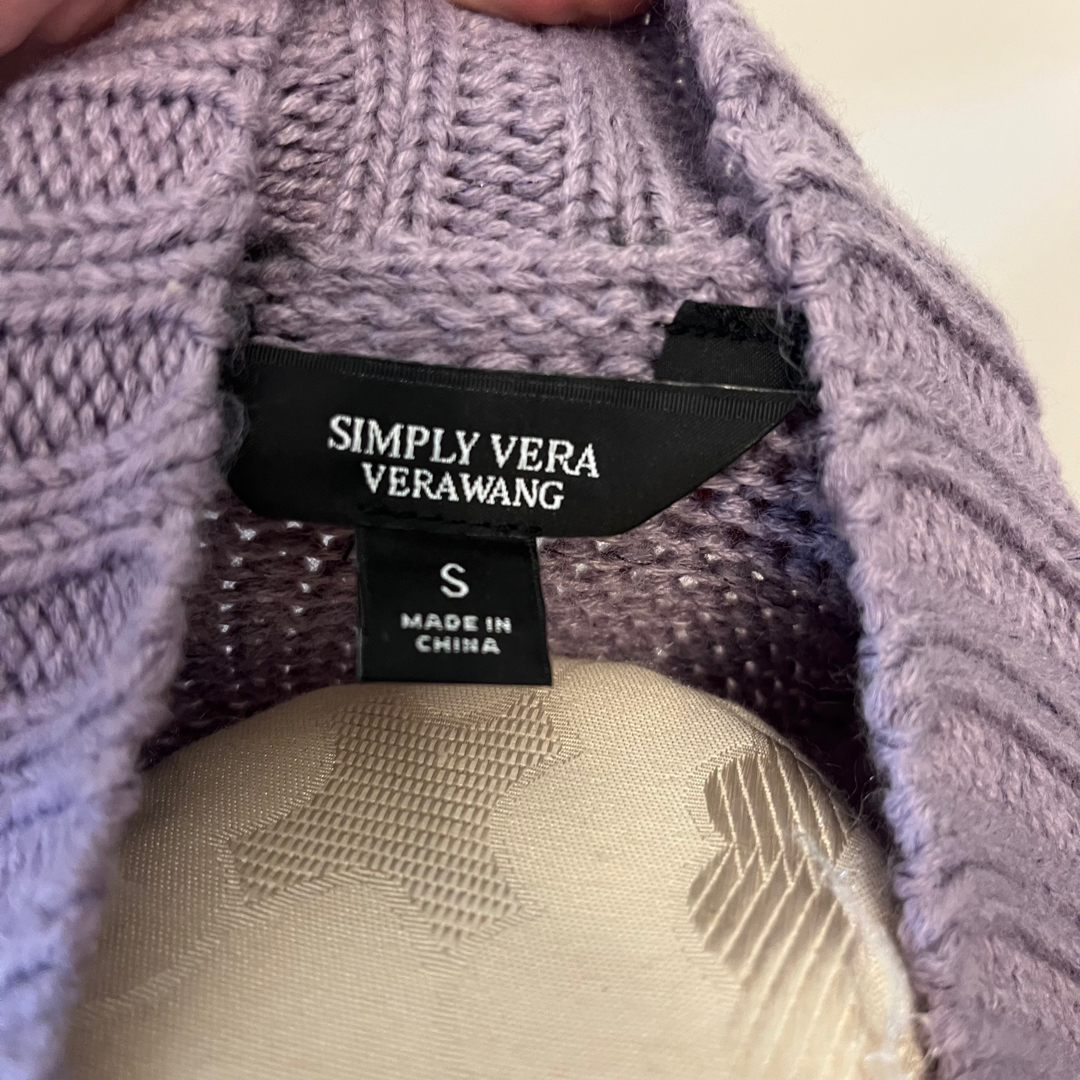 SIMPLY VERA
VERAWANG
S
MADE IN
CHINA